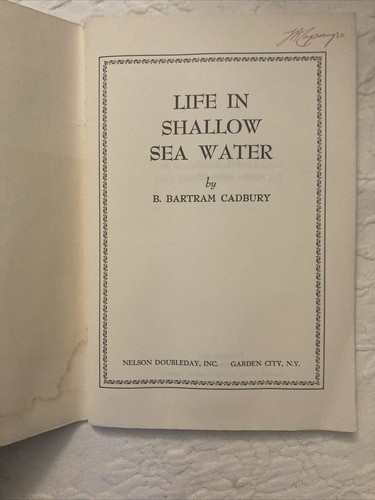 LIFE IN
SHALLOW
SEA WATER
by
B. BARTRAM CADBURY
NELSON DOUBLEDAY, INC. GARDEN CITY, N.Y.